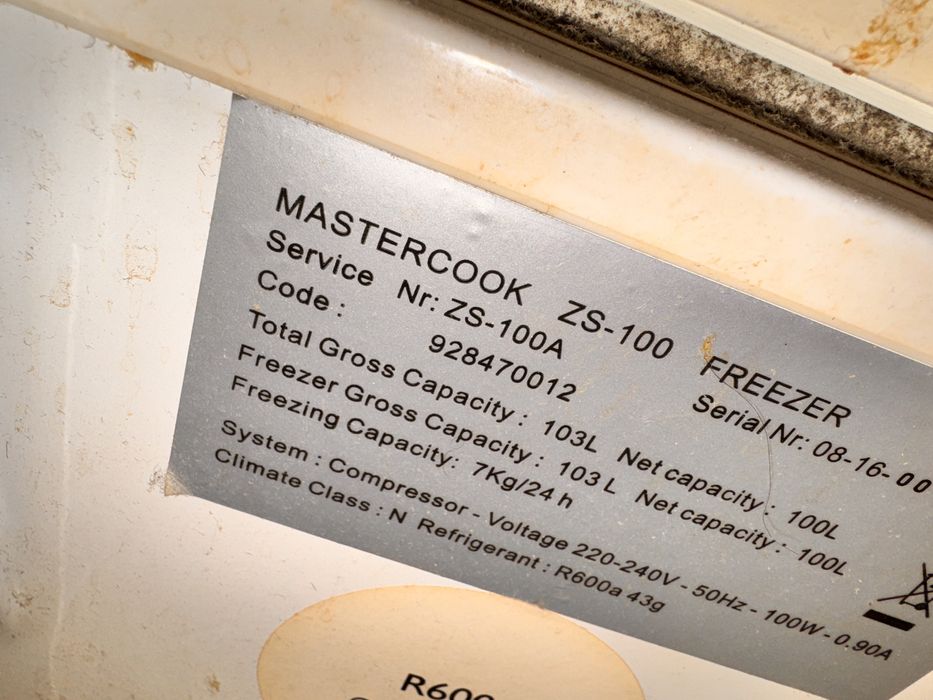 MASTERCOOK ZS-100 FREEZER
Service Nr: ZS-100A Serial Nr: 08-16-00
Code : 928470012
Total Gross Capacity : 103L Net capacity : 100L
Freezer Gross Capacity : 103 L Net capacity : 100L
Freezing Capacity: 7Kg/24 h
System : Compressor - Voltage 220-240V - 50Hz - 100W - 0.90A
Climate Class : N Refrigerant : R600a 43g
R600